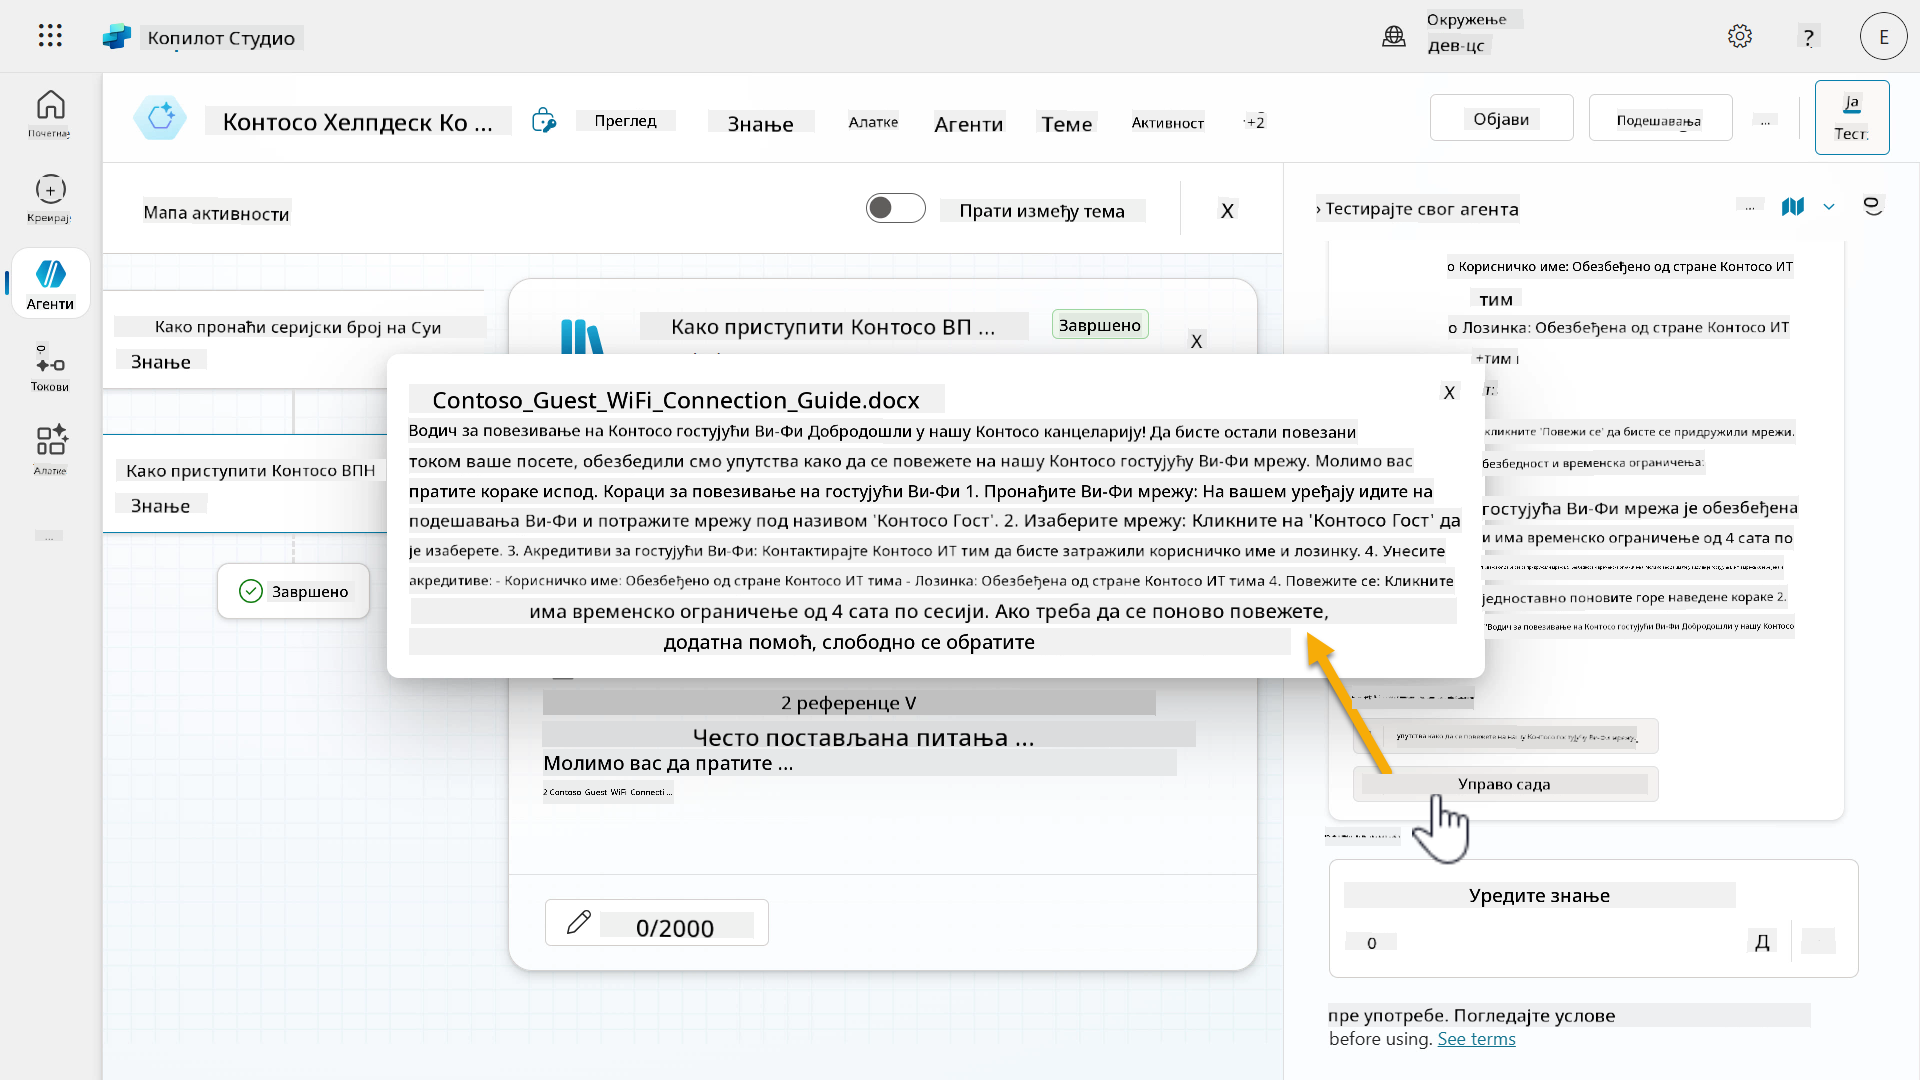 Копилот Студио
Окружење
дев-цс
?
E
Почетнај
Креирај
Агенти
Токови
Алатке
...
Контосо Хелпдеск Ко ...
Преглед
Знање
Алатке
Агенти
Теме
Активност
+2
Објави
Подешавања
...
Ја
Тест
Мапа активности
Прати између тема
X
› Тестирајте свог агента
...
Како пронаћи серијски број на Суи
Знање
Како приступити Контосо ВПН
Знање
Завршено
Како приступити Контосо ВП ...
Завршено
X
Contoso_Guest_WiFi_Connection_Guide.docx
X
Водич за повезивање на Контосо гостујући Ви-Фи Добродошли у нашу Контосо канцеларију! Да бисте остали повезани
током ваше посете, обезбедили смо упутства како да се повежете на нашу Контосо гостујућу Ви-Фи мрежу. Молимо вас
пратите кораке испод. Кораци за повезивање на гостујући Ви-Фи 1. Пронађите Ви-Фи мрежу: На вашем уређају идите на
подешавања Ви-Фи и потражите мрежу под називом 'Контосо Гост'. 2. Изаберите мрежу: Кликните на 'Контосо Гост' да
је изаберете. 3. Акредитиви за гостујући Ви-Фи: Контактирајте Контосо ИТ тим да бисте затражили корисничко име и лозинку. 4. Унесите
акредитиве: - Корисничко име: Обезбеђено од стране Контосо ИТ тима - Лозинка: Обезбеђена од стране Контосо ИТ тима 4. Повежите се: Кликните
има временско ограничење од 4 сата по сесији. Ако треба да се поново повежете,
додатна помоћ, слободно се обратите
2 референце V
Често постављана питања ...
Молимо вас да пратите ...
2 Contoso Guest WiFi Connecti ...
0/2000
о Корисничко име: Обезбеђено од стране Контосо ИТ
тим
о Лозинка: Обезбеђена од стране Контосо ИТ
+тим
т:
кликните 'Повежи се' да бисте се придружили мрежи.
безбедност и временска ограничења:
гостујућа Ви-Фи мрежа је обезбеђена
и има временско ограничење од 4 сата по
једноставно поновите горе наведене кораке 2.
'Водич за повезивање на Контосо гостујући Ви-Фи Добродошли у нашу Контосо
упутства како да се повежете на нашу Контосо гостујућу Ви-Фи мрежу.
Управо сада
Уредите знање
0
Д
пре употребе. Погледајте услове
before using. See terms